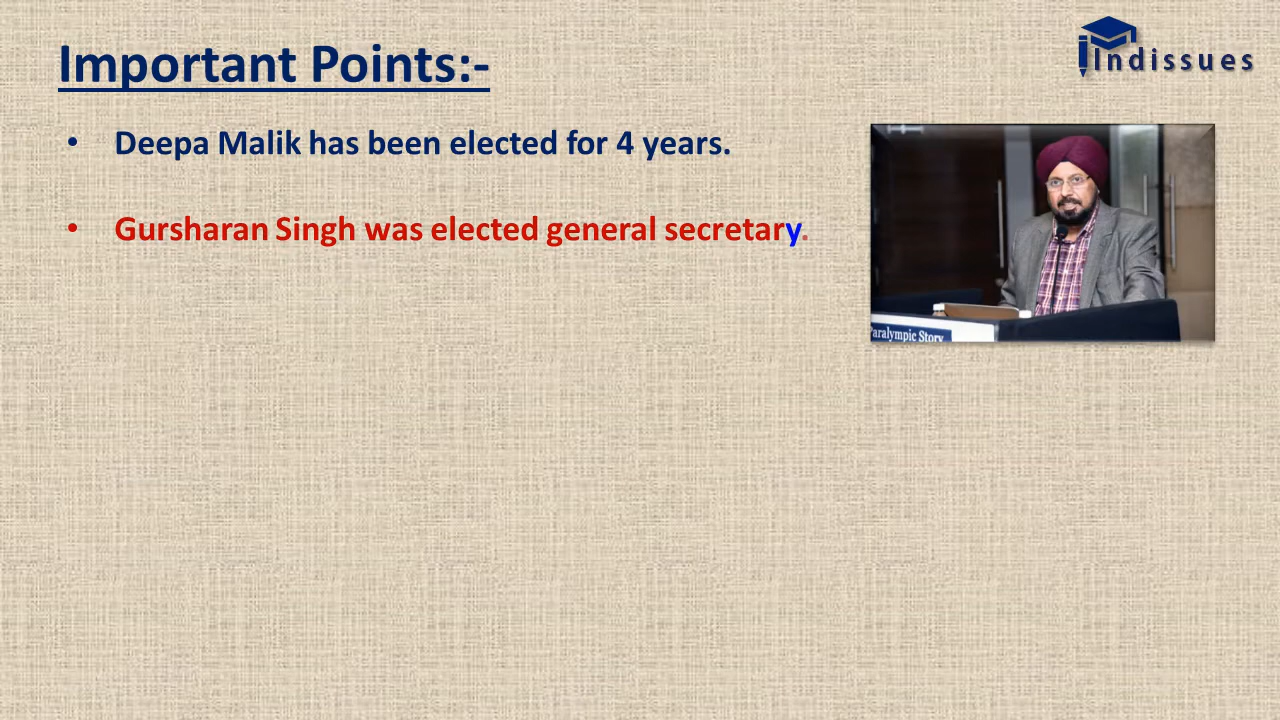 Important Points:-
Indissues
• Deepa Malik has been elected for 4 years.
• Gursharan Singh was elected general secretary.
Paralympic Story